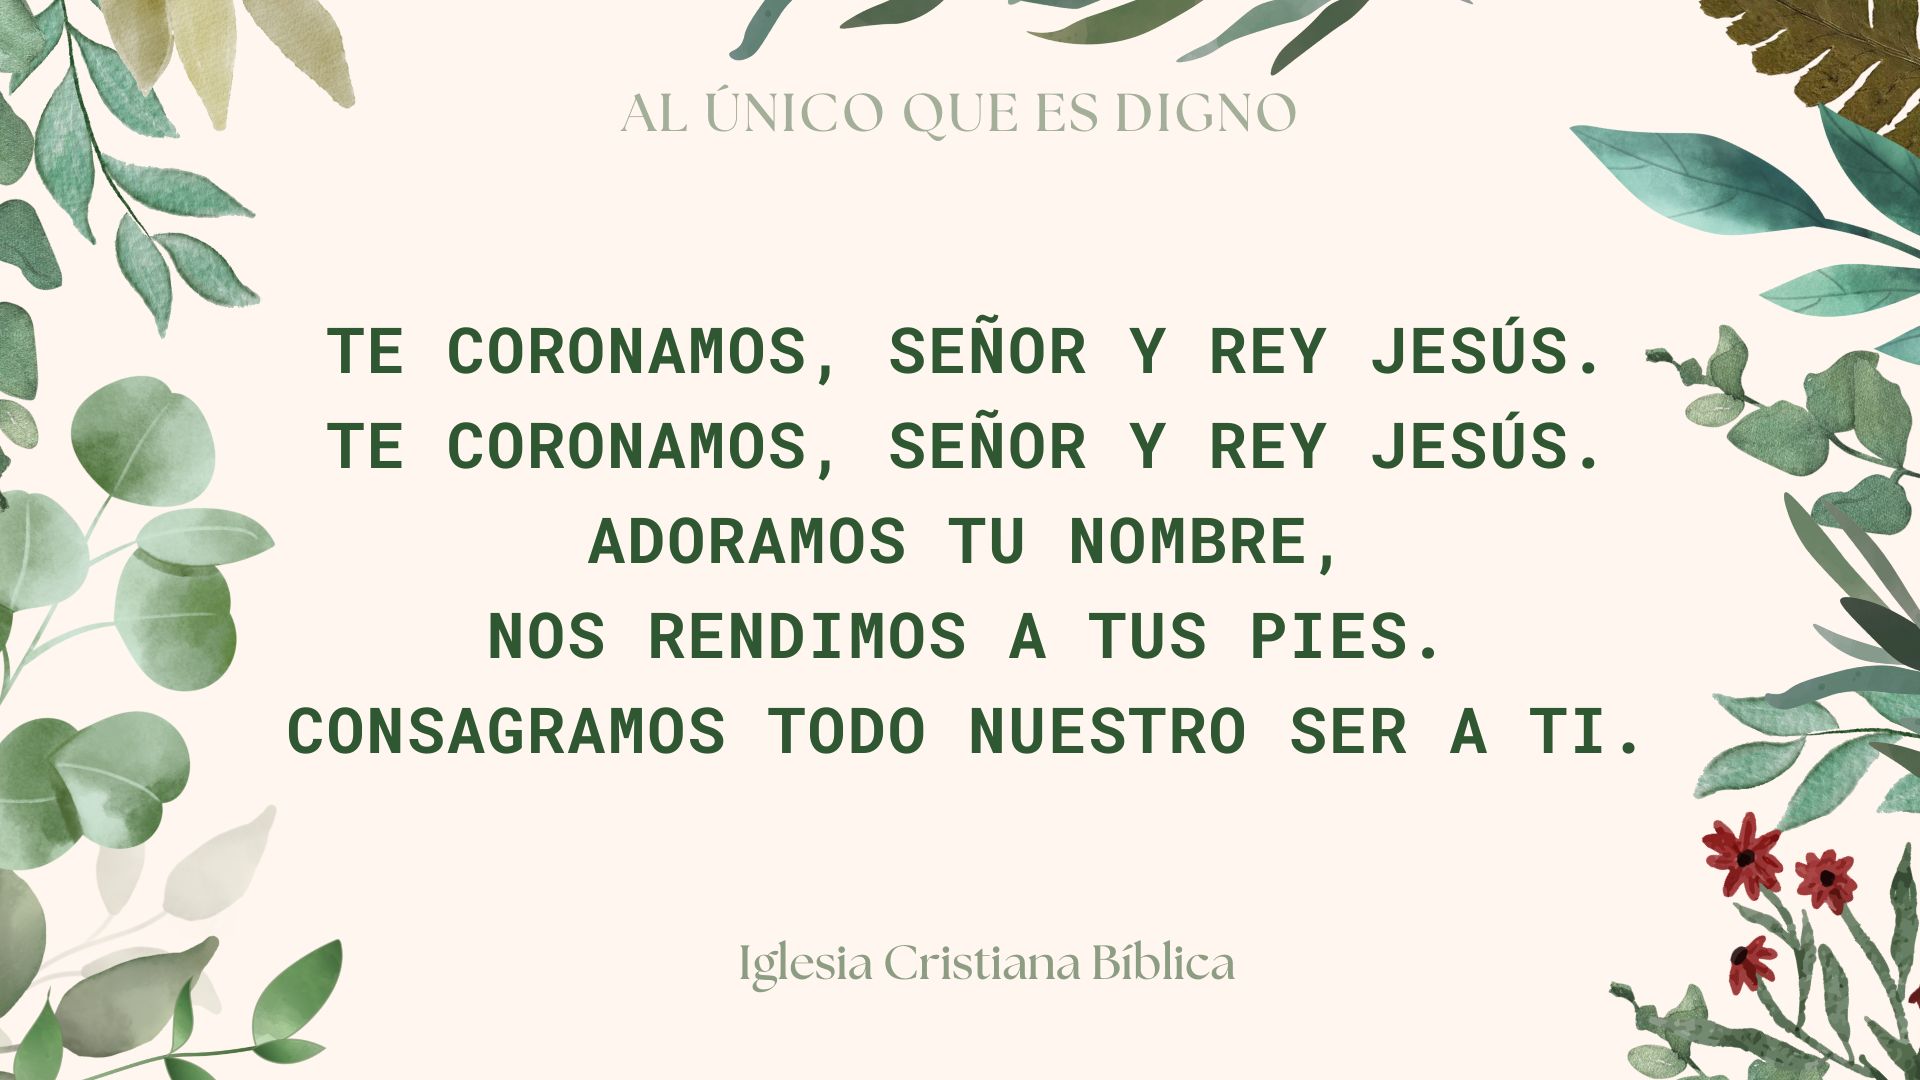 AL ÚNICO QUE ES DIGNO
TE CORONAMOS, SEÑOR Y REY JESÚS.
TE CORONAMOS, SEÑOR Y REY JESÚS.
ADORAMOS TU NOMBRE,
NOS RENDIMOS A TUS PIES.
CONSAGRAMOS TODO NUESTRO SER A TI.
Iglesia Cristiana Bíblica